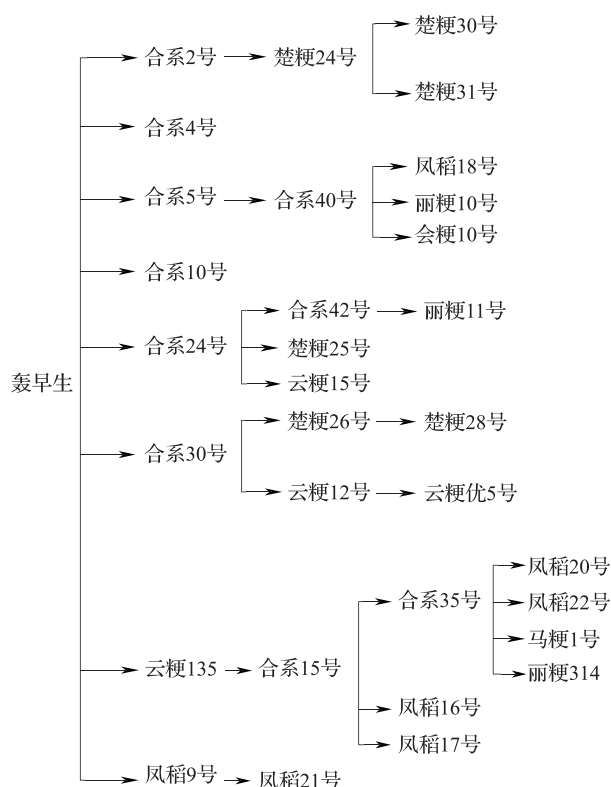 轰早生
合系2号
楚粳24号
楚粳30号
楚粳31号
合系4号
合系5号
合系40号
凤稻18号
丽粳10号
会粳10号
合系10号
合系24号
合系42号
丽粳11号
楚粳25号
云粳15号
合系30号
楚粳26号
楚粳28号
云粳12号
云粳优5号
云粳135
合系15号
合系35号
凤稻20号
凤稻22号
马粳1号
丽粳314
凤稻16号
凤稻17号
凤稻9号
凤稻21号